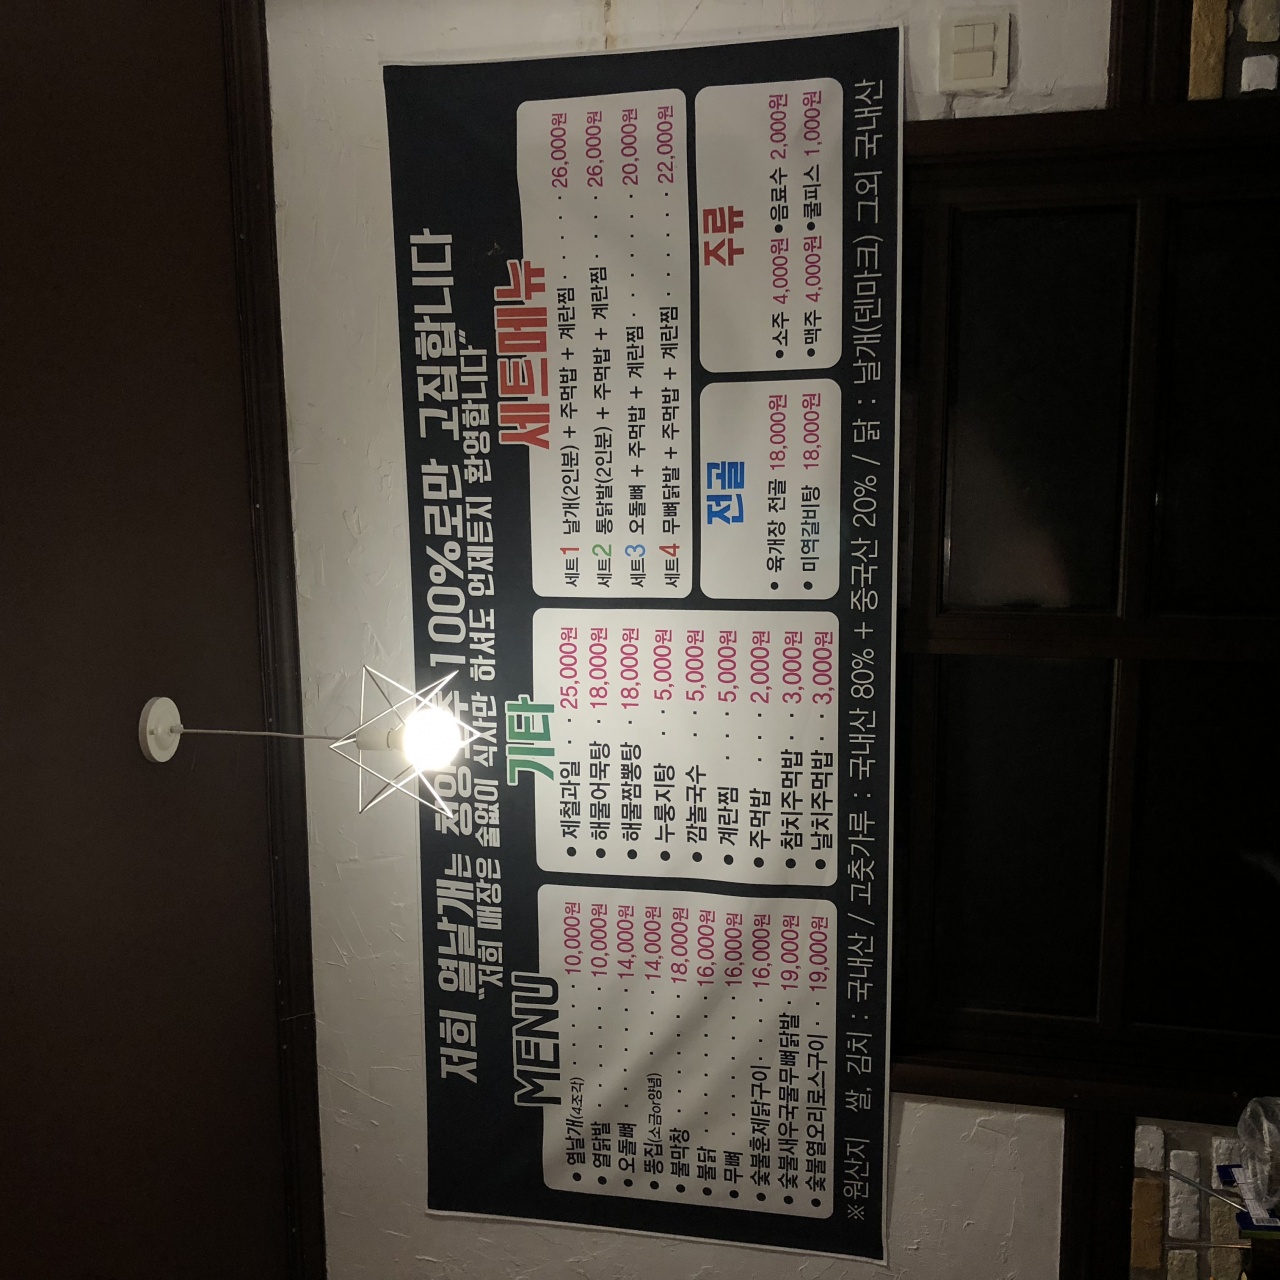 저희 열날개는 청양고추 100%로만 고집합니다
"저희 매장은 술없이 식사만 하셔도 언제든지 환영합니다"
MENU
• 열날개(4조각) · · · · 10,000원
• 열닭발 · · · · · · 10,000원
• 오돌뼈 · · · · · · 14,000원
• 똥집(소금or양념) · · · 14,000원
• 불막창 · · · · · · 18,000원
• 불닭 · · · · · · · 16,000원
• 무뼈 · · · · · · · 16,000원
• 숯불훈제닭구이 · · · 16,000원
• 숯불새우국물무뼈닭발 · 19,000원
• 숯불열오리로스구이 · · 19,000원
기타
• 제철과일 · · 25,000원
• 해물어묵탕 · 18,000원
• 해물짬뽕탕 · 18,000원
• 누룽지탕 · · 5,000원
• 깜놀국수 · · 5,000원
• 계란찜 · · · 5,000원
• 주먹밥 · · · 2,000원
• 참치주먹밥 · · 3,000원
• 날치주먹밥 · · 3,000원
세트메뉴
세트1 날개(2인분) + 주먹밥 + 계란찜 · · · · 26,000원
세트2 통닭발(2인분) + 주먹밥 + 계란찜 · · · 26,000원
세트3 오돌뼈 + 주먹밥 + 계란찜 · · · · · 20,000원
세트4 무뼈닭발 + 주먹밥 + 계란찜 · · · · · 22,000원
전골
• 육개장 전골 18,000원
• 미역갈비탕 18,000원
주류
•소주 4,000원 •음료수 2,000원
•맥주 4,000원 •쿨피스 1,000원
※원산지 쌀, 김치 : 국내산 / 고춧가루 : 국내산 80% + 중국산 20% / 닭 : 날개(덴마크) 그외 국내산